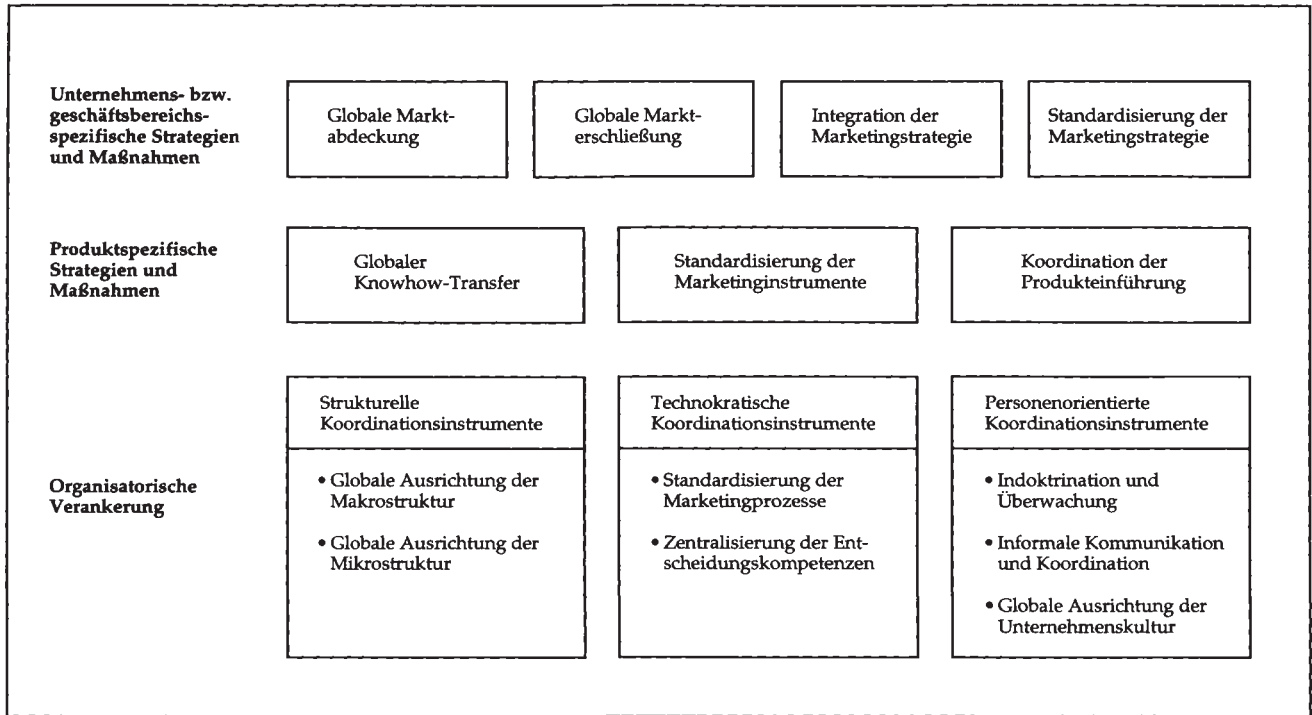 Unternehmens- bzw.
geschäftsbereichs-
spezifische Strategien
und Maßnahmen
Globale Markt-
abdeckung
Globale Markt-
erschließung
Integration der
Marketingstrategie
Standardisierung der
Marketingstrategie
Produktspezifische
Strategien und
Maßnahmen
Globaler
Knowhow-Transfer
Standardisierung der
Marketinginstrumente
Koordination der
Produkteinführung
Organisatorische
Verankerung
Strukturelle
Koordinationsinstrumente
• Globale Ausrichtung der
Makrostruktur
• Globale Ausrichtung der
Mikrostruktur
Technokratische
Koordinationsinstrumente
• Standardisierung der
Marketingprozesse
• Zentralisierung der Ent-
scheidungskompetenzen
Personenorientierte
Koordinationsinstrumente
• Indoktrination und
Überwachung
• Informale Kommunikation
und Koordination
• Globale Ausrichtung der
Unternehmenskultur